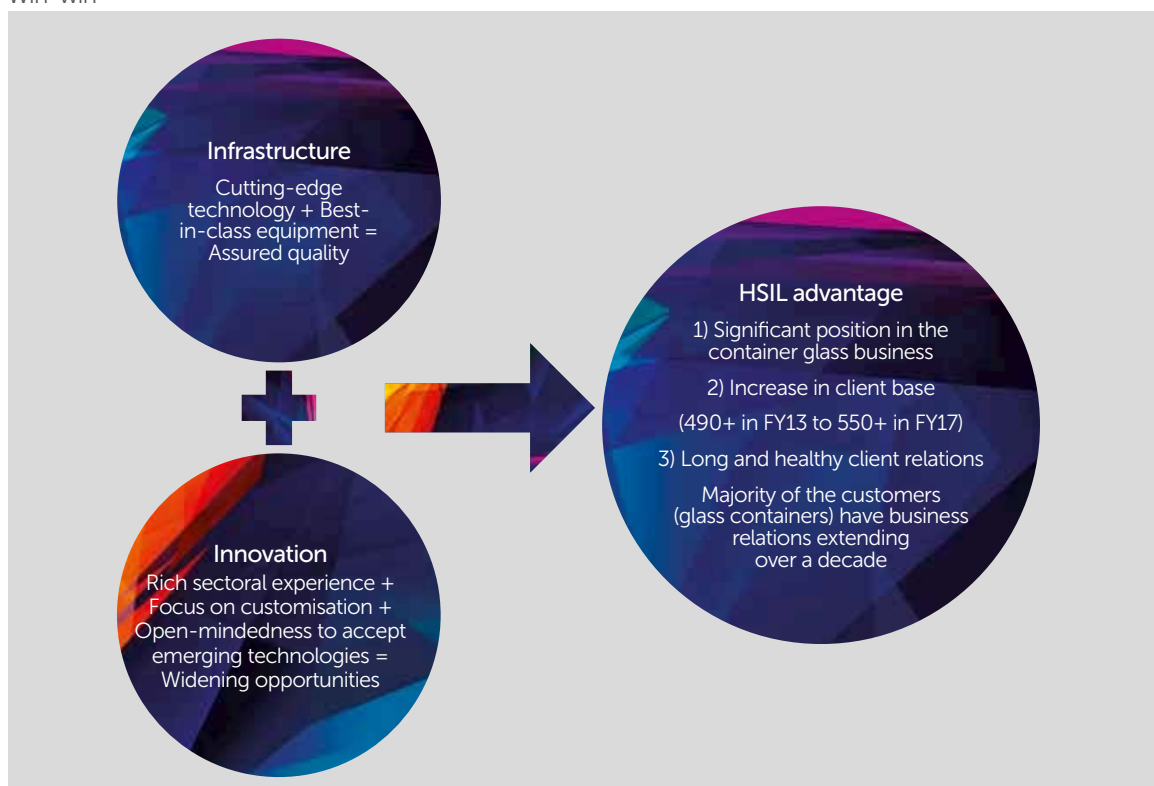 Infrastructure
Cutting-edge
technology + Best-
in-class equipment =
Assured quality
Innovation
Rich sectoral experience +
Focus on customisation +
Open-mindedness to accept
emerging technologies =
Widening opportunities
HSIL advantage
1) Significant position in the
container glass business
2) Increase in client base
(490+ in FY13 to 550+ in FY17)
3) Long and healthy client relations
Majority of the customers
(glass containers) have business
relations extending
over a decade